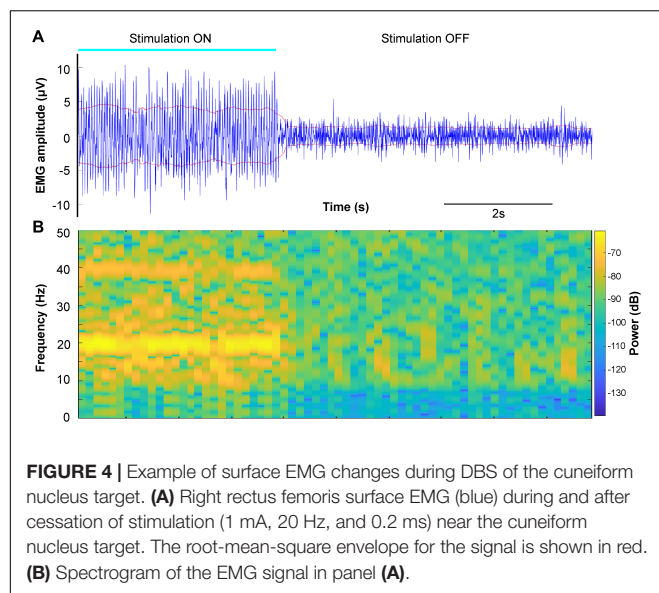 A
Stimulation ON
Stimulation OFF
EMG amplitude (µV)
10
5
0
-5
-10
Time (s)
2s
B
Frequency (Hz)
50
40
30
20
10
0
-70
-80
-90
-100
-110
-120
-130
Power (dB)
FIGURE 4 | Example of surface EMG changes during DBS of the cuneiform
nucleus target. (A) Right rectus femoris surface EMG (blue) during and after
cessation of stimulation (1 mA, 20 Hz, and 0.2 ms) near the cuneiform
nucleus target. The root-mean-square envelope for the signal is shown in red.
(B) Spectrogram of the EMG signal in panel (A).